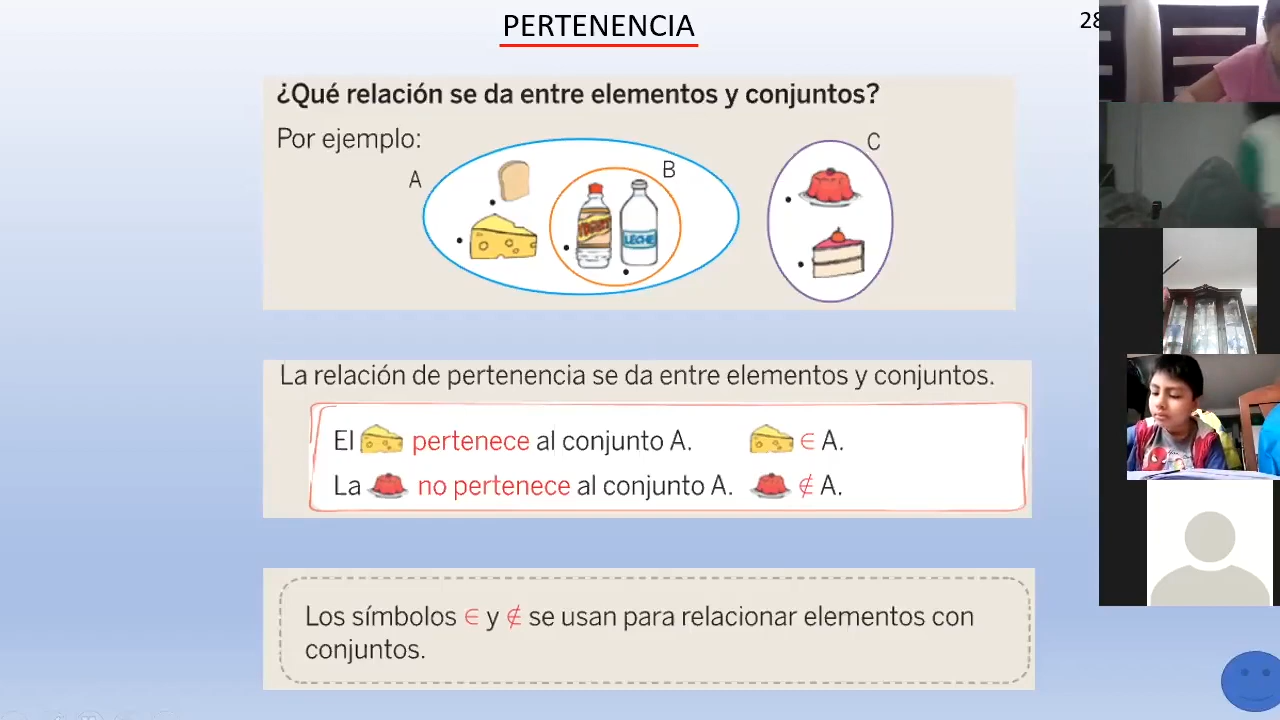 PERTENENCIA
28
¿Qué relación se da entre elementos y conjuntos?
Por ejemplo:
A
B
C
LECHE
La relación de pertenencia se da entre elementos y conjuntos.
El pertenece al conjunto A. ∈ A.
La no pertenece al conjunto A. ∉ A.
Los símbolos ∈ y ∉ se usan para relacionar elementos con
conjuntos.